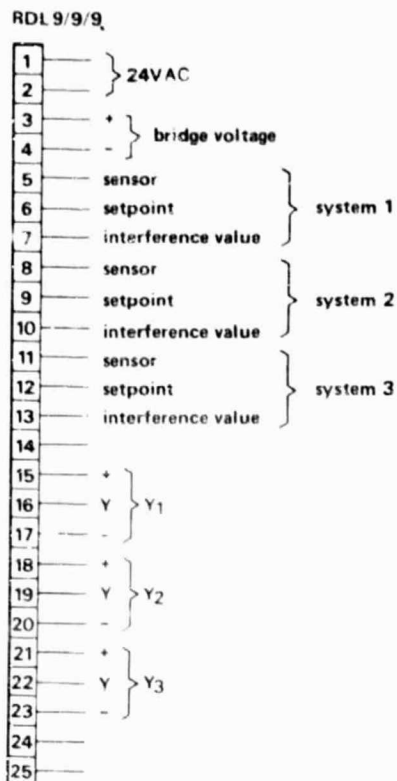 RDL 9/9/9
1
2 24VAC
3 +
4 - bridge voltage
5 sensor
6 setpoint system 1
7 interference value
8 sensor
9 setpoint system 2
10 interference value
11 sensor
12 setpoint system 3
13 interference value
14
15 +
16 Y Y1
17 -
18 +
19 Y Y2
20 -
21 +
22 Y Y3
23 -
24
25